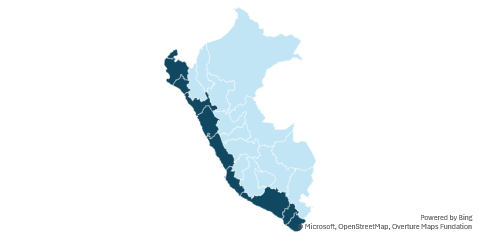 Powered by Bing
© Microsoft, OpenStreetMap, Overture Maps Fundation